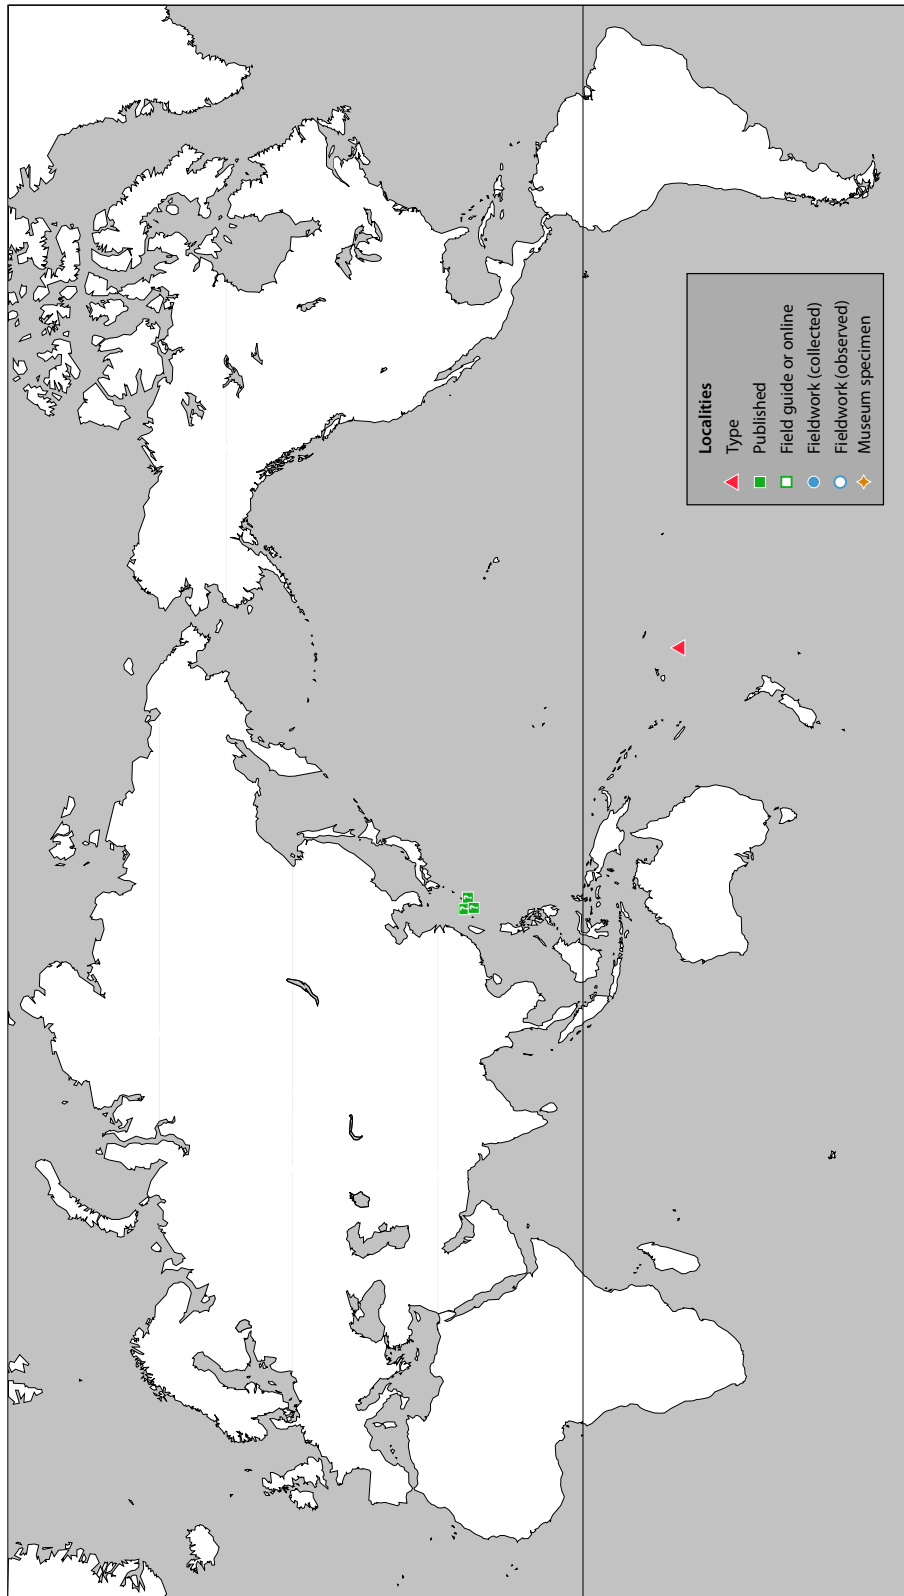 Localities
Type
Published
Field guide or online
Fieldwork (collected)
Fieldwork (observed)
Museum specimen
?
?
?